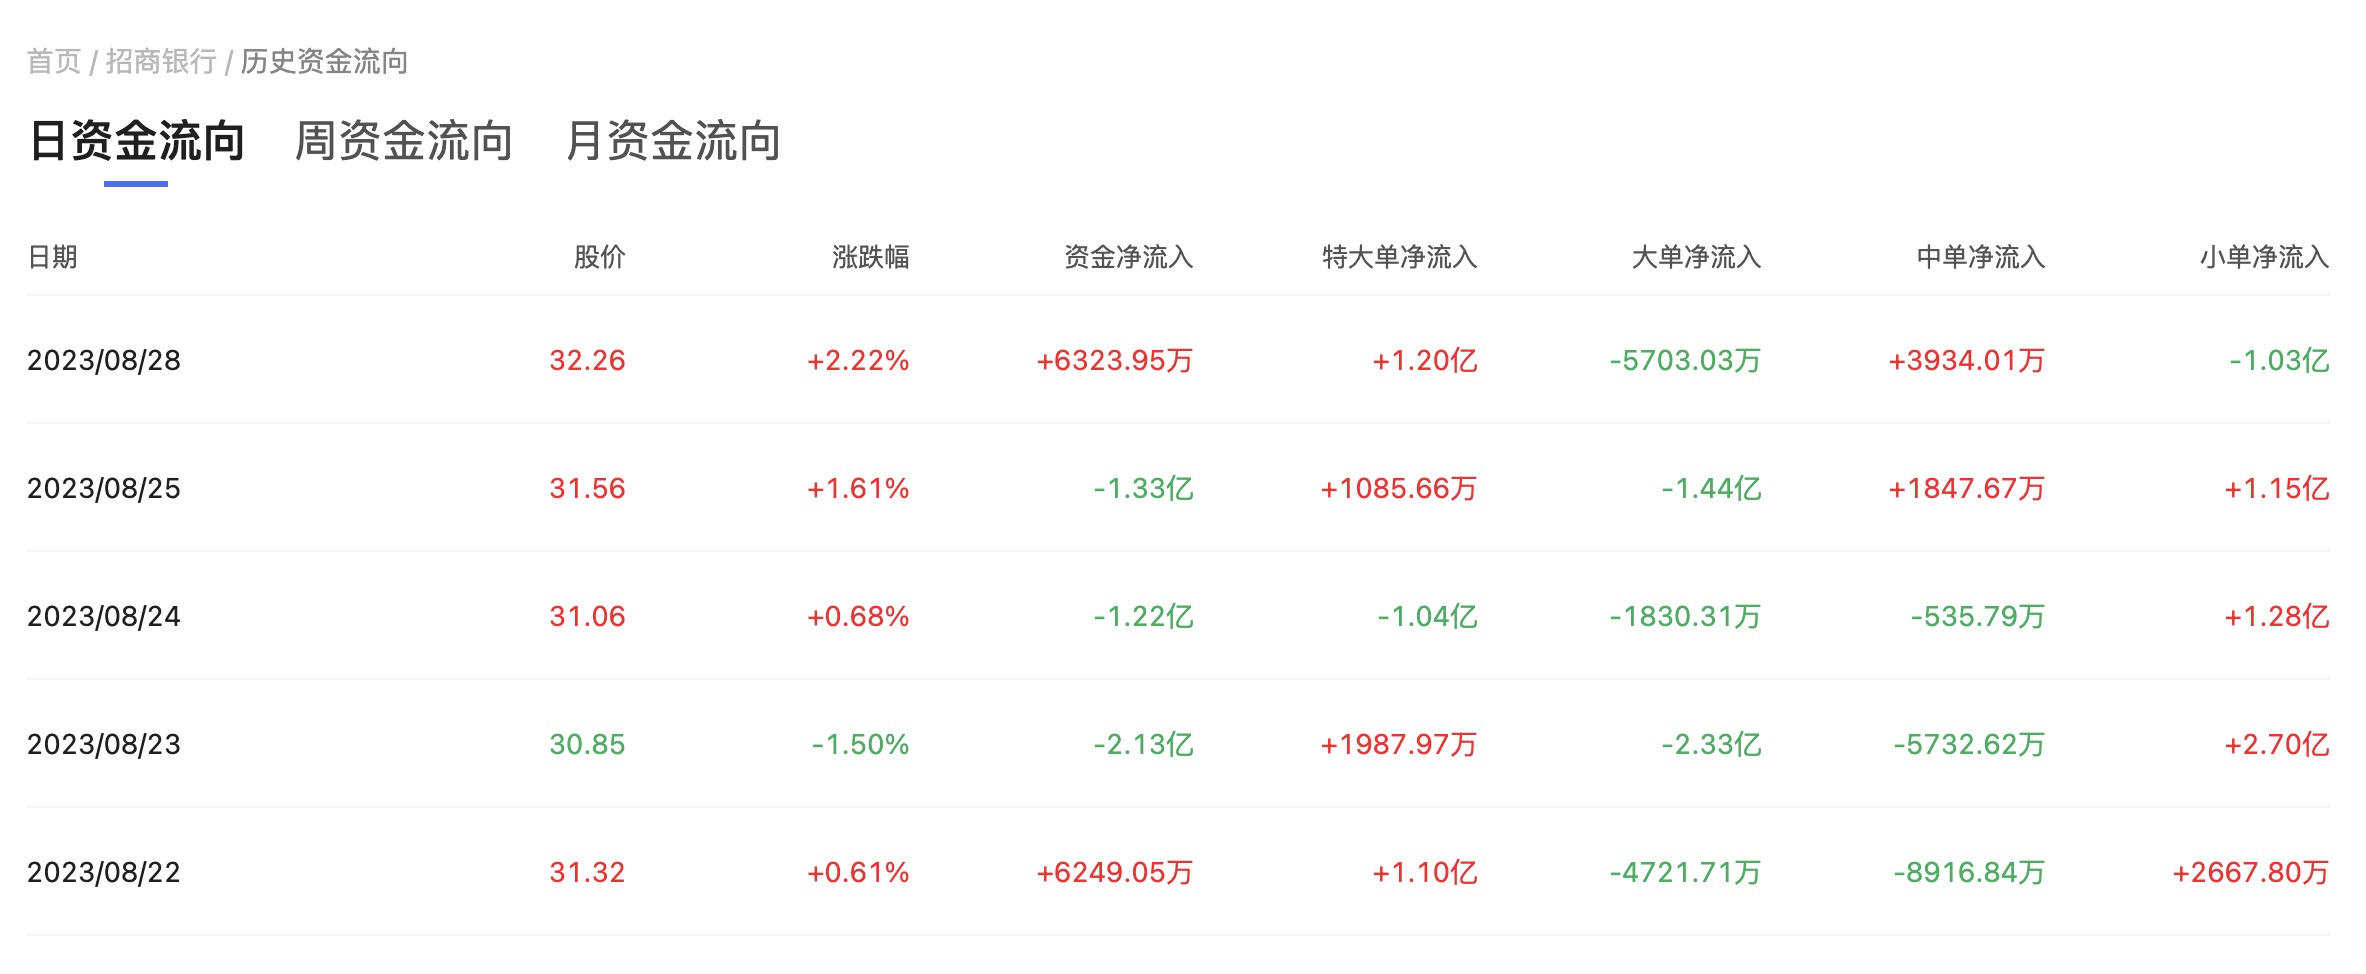 首页 / 招商银行 / 历史资金流向
日资金流向 周资金流向 月资金流向
日期 股价 涨跌幅 资金净流入 特大单净流入 大单净流入 中单净流入 小单净流入
2023/08/28 32.26 +2.22% +6323.95万 +1.20亿 -5703.03万 +3934.01万 -1.03亿
2023/08/25 31.56 +1.61% -1.33亿 +1085.66万 -1.44亿 +1847.67万 +1.15亿
2023/08/24 31.06 +0.68% -1.22亿 -1.04亿 -1830.31万 -535.79万 +1.28亿
2023/08/23 30.85 -1.50% -2.13亿 +1987.97万 -2.33亿 -5732.62万 +2.70亿
2023/08/22 31.32 +0.61% +6249.05万 +1.10亿 -4721.71万 -8916.84万 +2667.80万